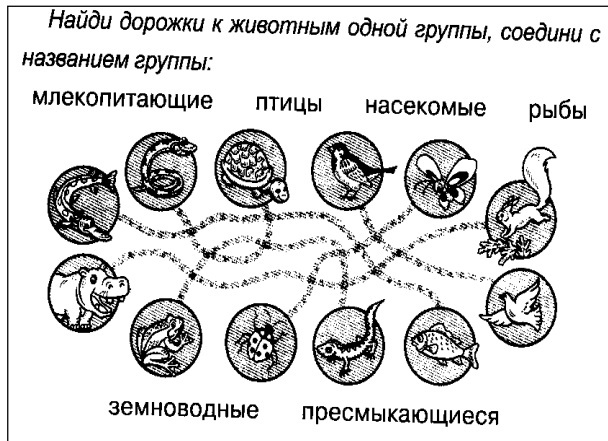 Найди дорожки к животным одной группы, соедини с
названием группы:
млекопитающие птицы насекомые рыбы
земноводные пресмыкающиеся